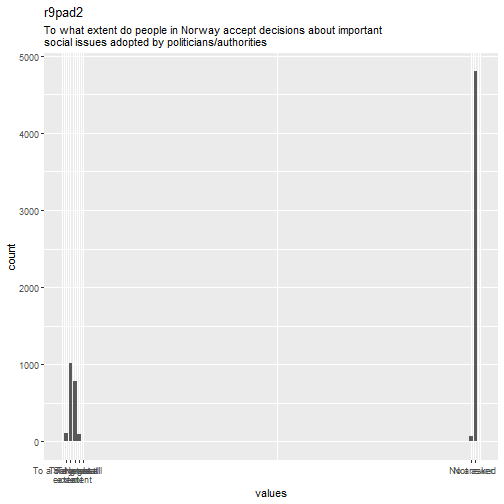 r9pad2
To what extent do people in Norway accept decisions about important
social issues adopted by politicians/authorities
5000
4000
3000
2000
1000
0
count
values